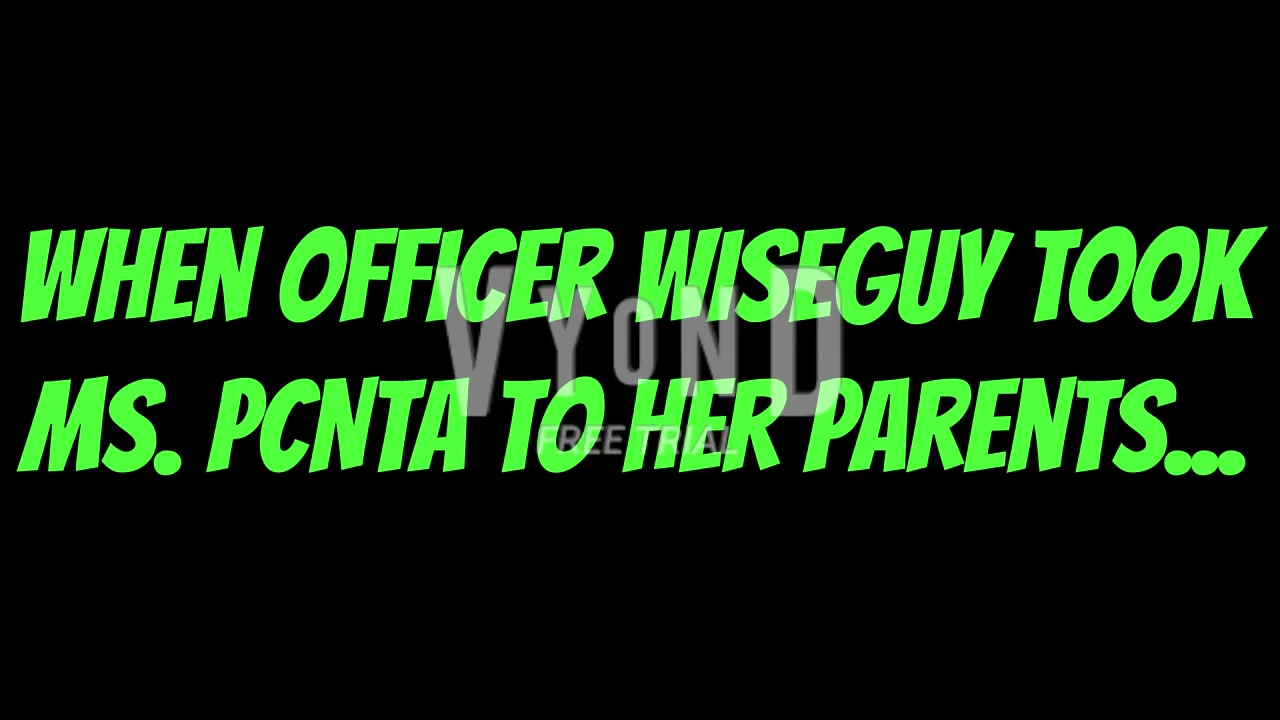 WHEN OFFICER WISEGUY TOOK
VYOND
MS. PCNTA TO HER PARENTS...
FREE TRIAL